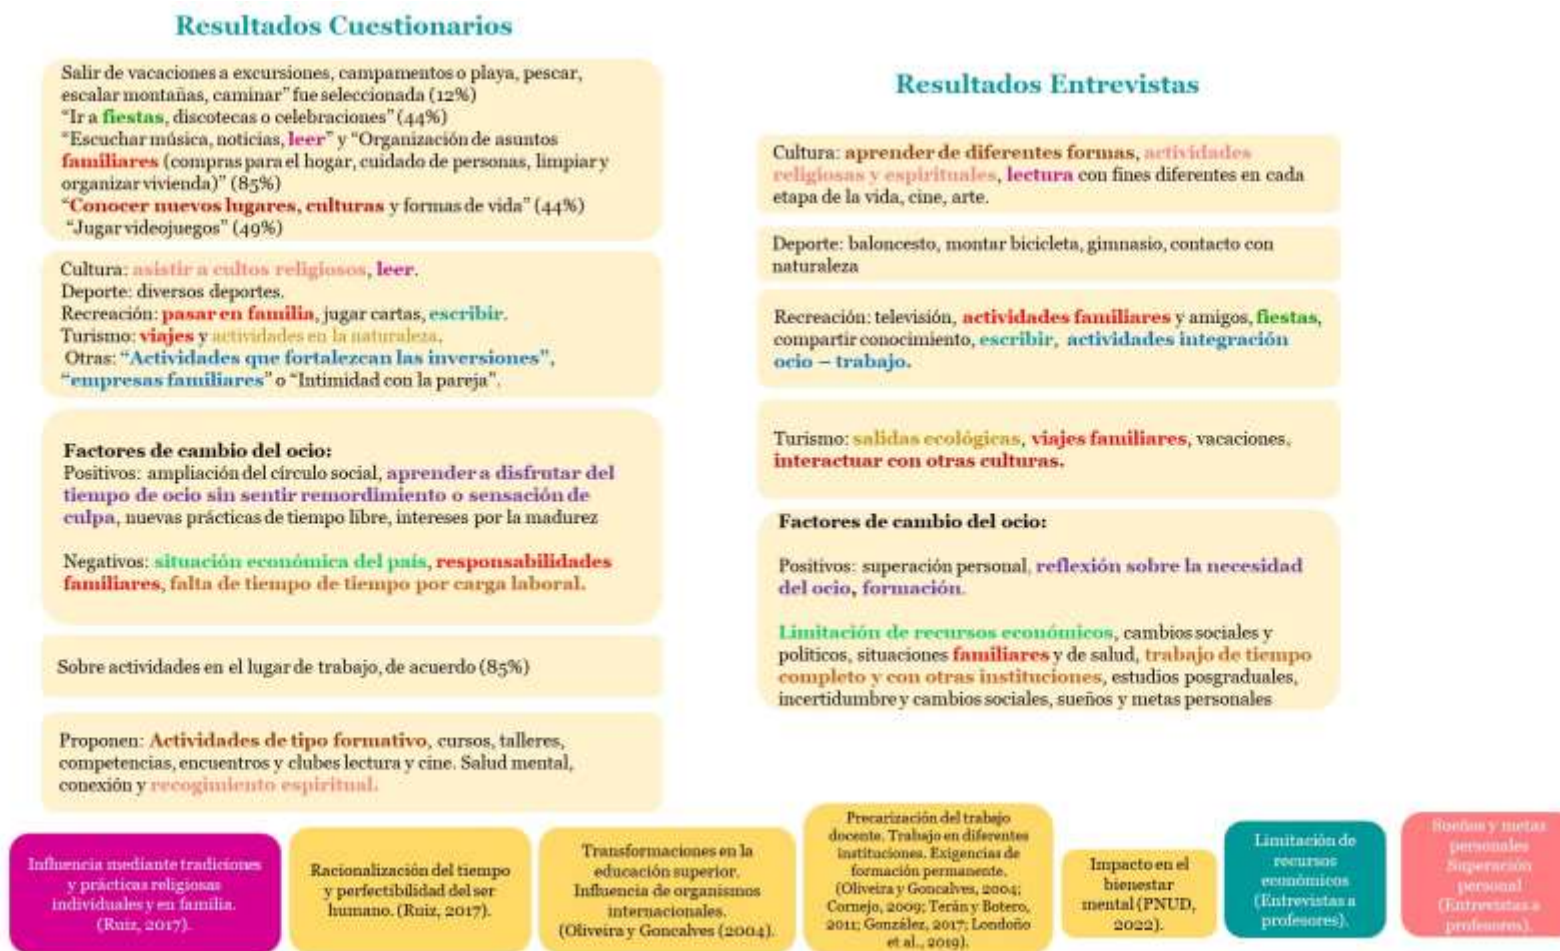 Resultados Cuestionarios
Salir de vacaciones a excursiones, campamentos o playa, pescar,
escalar montañas, caminar” fue seleccionada (12%)
“Ir a fiestas, discotecas o celebraciones” (44%)
“Escuchar música, noticias, leer” y “Organización de asuntos
familiares (compras para el hogar, cuidado de personas, limpiar y
organizar vivienda)” (85%)
“Conocer nuevos lugares, culturas y formas de vida” (44%)
“Jugar videojuegos” (49%)
Cultura: asistir a cultos religiosos, leer.
Deporte: diversos deportes.
Recreación: pasar en familia, jugar cartas, escribir.
Turismo: viajes y actividades en la naturaleza.
Otras: “Actividades que fortalezcan las inversiones”,
“empresas familiares” o “Intimidad con la pareja”.
Factores de cambio del ocio:
Positivos: ampliación del círculo social, aprender a disfrutar del
tiempo de ocio sin sentir remordimiento o sensación de
culpa, nuevas prácticas de tiempo libre, intereses por la madurez
Negativos: situación económica del país, responsabilidades
familiares, falta de tiempo de tiempo por carga laboral.
Sobre actividades en el lugar de trabajo, de acuerdo (85%)
Proponen: Actividades de tipo formativo, cursos, talleres,
competencias, encuentros y clubes lectura y cine. Salud mental,
conexión y recogimiento espiritual.
Resultados Entrevistas
Cultura: aprender de diferentes formas, actividades
religiosas y espirituales, lectura con fines diferentes en cada
etapa de la vida, cine, arte.
Deporte: baloncesto, montar bicicleta, gimnasio, contacto con
naturaleza
Recreación: televisión, actividades familiares y amigos, fiestas,
compartir conocimiento, escribir, actividades integración
ocio – trabajo.
Turismo: salidas ecológicas, viajes familiares, vacaciones,
interactuar con otras culturas.
Factores de cambio del ocio:
Positivos: superación personal, reflexión sobre la necesidad
del ocio, formación.
Limitación de recursos económicos, cambios sociales y
políticos, situaciones familiares y de salud, trabajo de tiempo
completo y con otras instituciones, estudios posgraduales,
incertidumbre y cambios sociales, sueños y metas personales
Influencia mediante tradiciones
y prácticas religiosas
individuales y en familia.
(Ruiz, 2017).
Racionalización del tiempo
y perfectibilidad del ser
humano. (Ruiz, 2017).
Transformaciones en la
educación superior.
Influencia de organismos
internacionales.
(Oliveira y Goncalves (2004).
Precarización del trabajo
docente. Trabajo en diferentes
instituciones. Exigencias de
formación permanente.
(Oliveira y Goncalves, 2004;
Cornejo, 2009; Terán y Botero,
2011; González, 2017; Londoño
et al., 2019).
Impacto en el
bienestar
mental (PNUD,
2022).
Limitación de
recursos
económicos
(Entrevistas a
profesores).
Sueños y metas
personales
Superación
personal
(Entrevistas a
profesores).